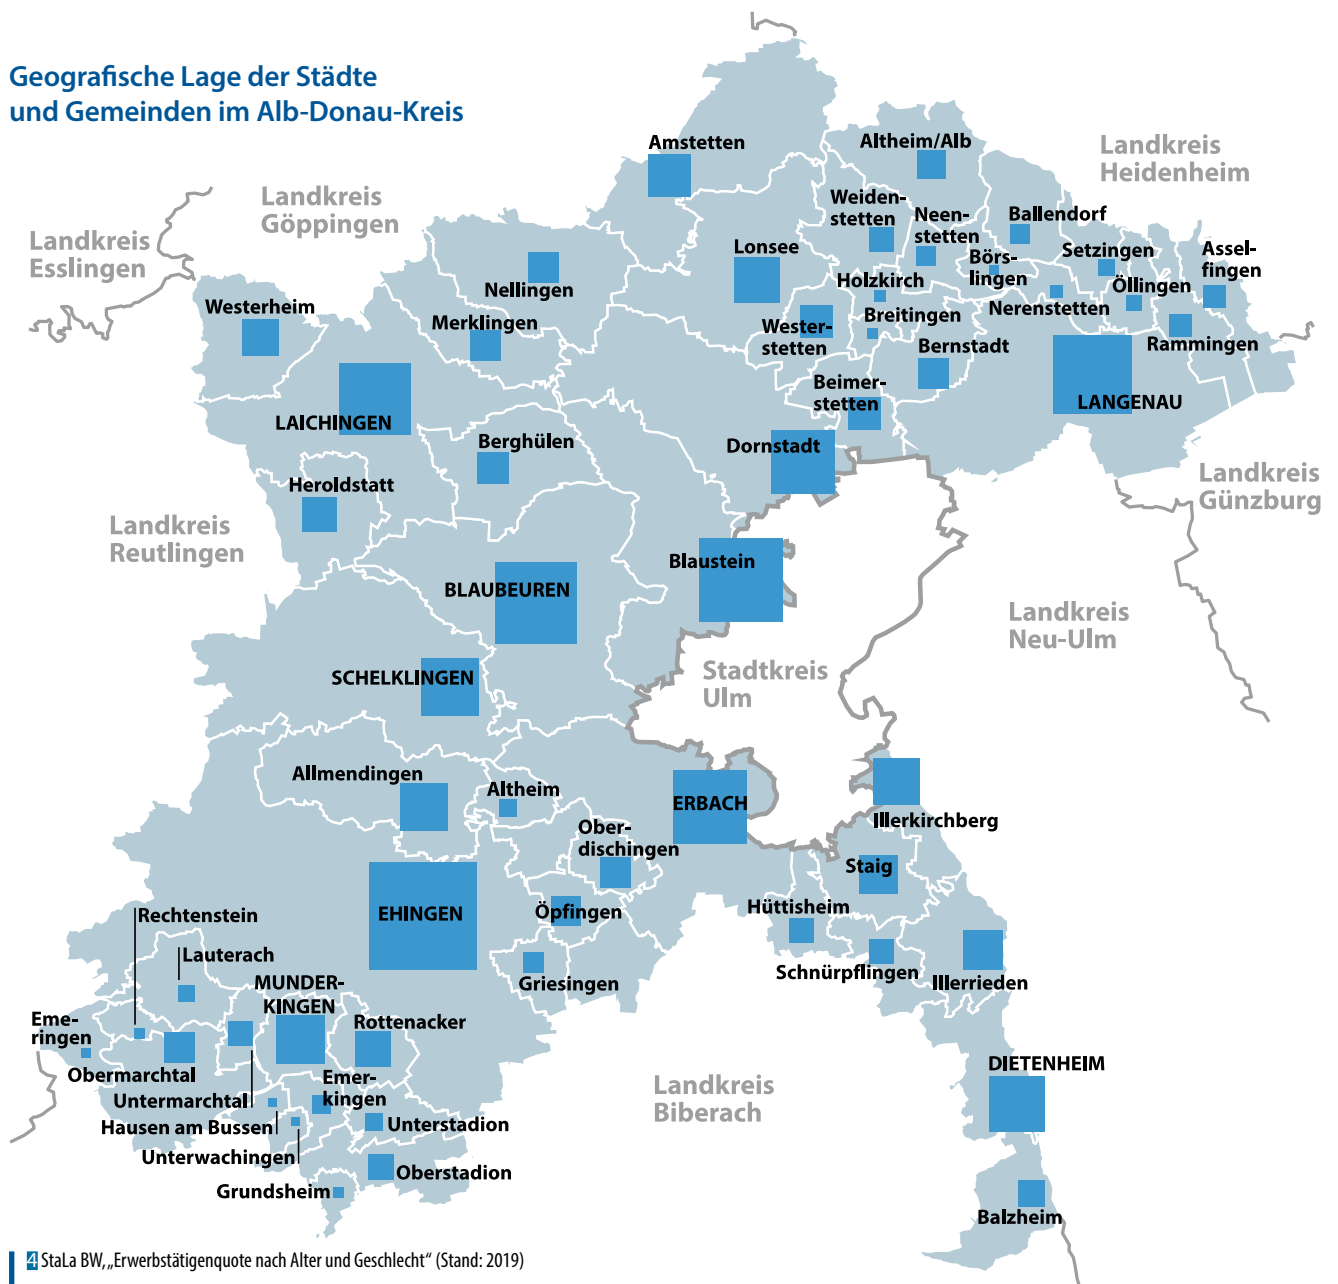 Geografische Lage der Städte
und Gemeinden im Alb-Donau-Kreis
Amstetten
Altheim/Alb
Landkreis
Heidenheim
Landkreis
Göppingen
Landkreis
Esslingen
Weiden-
stetten
Neen-
stetten
Ballendorf
Lonsee
Börs-
lingen
Setzingen
Assel-
fingen
Nellingen
Holzkirch
Öllingen
Westerheim
Merklingen
Wester-
stetten
Breitingen
Nerenstetten
Bernstadt
Rammingen
Beimer-
stetten
LANGENAU
LAICHINGEN
Berghülen
Dornstadt
Heroldstatt
Landkreis
Günzburg
Landkreis
Reutlingen
Blaustein
BLAUBEUREN
Landkreis
Neu-Ulm
SCHELKLINGEN
Stadtkreis
Ulm
Allmendingen
Altheim
ERBACH
Illerkirchberg
Ober-
dischingen
Staig
EHINGEN
Öpfingen
Hüttisheim
Rechtenstein
Lauterach
Griesingen
Schnürpflingen
Illerrieden
MUNDER-
KINGEN
Eme-
ringen
Rottenacker
Obermarchtal
Emer-
kingen
DIETENHEIM
Landkreis
Biberach
Untermarchtal
Hausen am Bussen
Unterstadion
Unterwachingen
Oberstadion
Grundsheim
Balzheim
4 StaLa BW, „Erwerbstätigenquote nach Alter und Geschlecht“ (Stand: 2019)